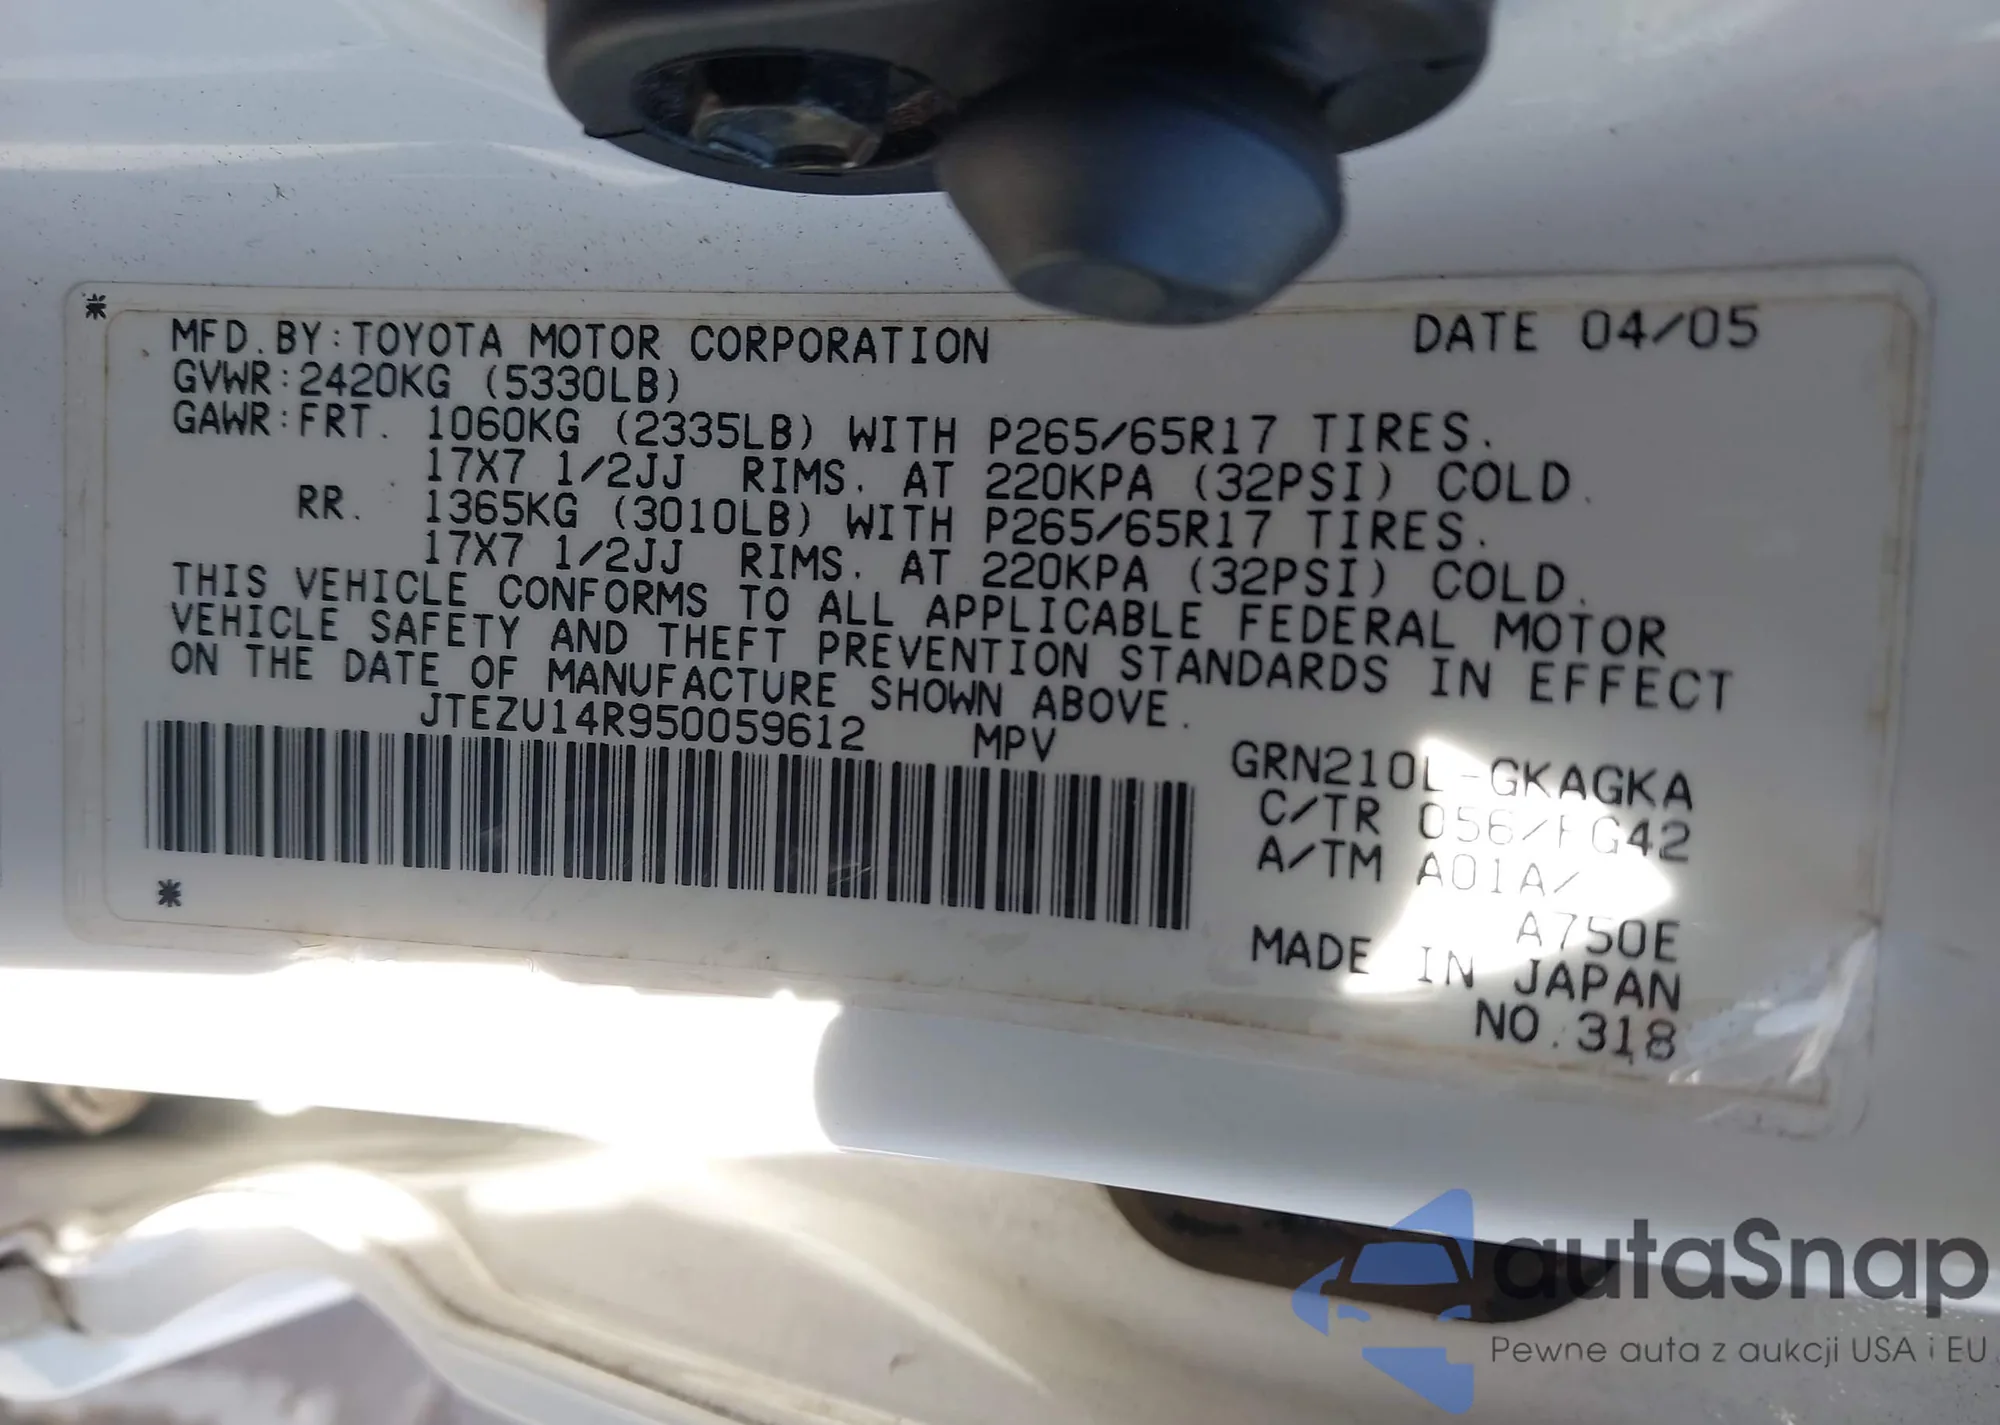 MFD.BY:TOYOTA MOTOR CORPORATION DATE 04/05
GVWR:2420KG (5330LB)
GAWR:FRT. 1060KG (2335LB) WITH P265/65R17 TIRES.
17X7 1/2JJ RIMS. AT 220KPA (32PSI) COLD.
RR. 1365KG (3010LB) WITH P265/65R17 TIRES.
17X7 1/2JJ RIMS. AT 220KPA (32PSI) COLD.
THIS VEHICLE CONFORMS TO ALL APPLICABLE FEDERAL MOTOR
VEHICLE SAFETY AND THEFT PREVENTION STANDARDS IN EFFECT
ON THE DATE OF MANUFACTURE SHOWN ABOVE.
JTEZU14R950059612 MPV
GRN210L-GKAGKA
C/TR 056/FG42
A/TM A01A/
A750E
MADE IN JAPAN
NO.318
autaSnap
Pewne auta z aukcji USA i EU